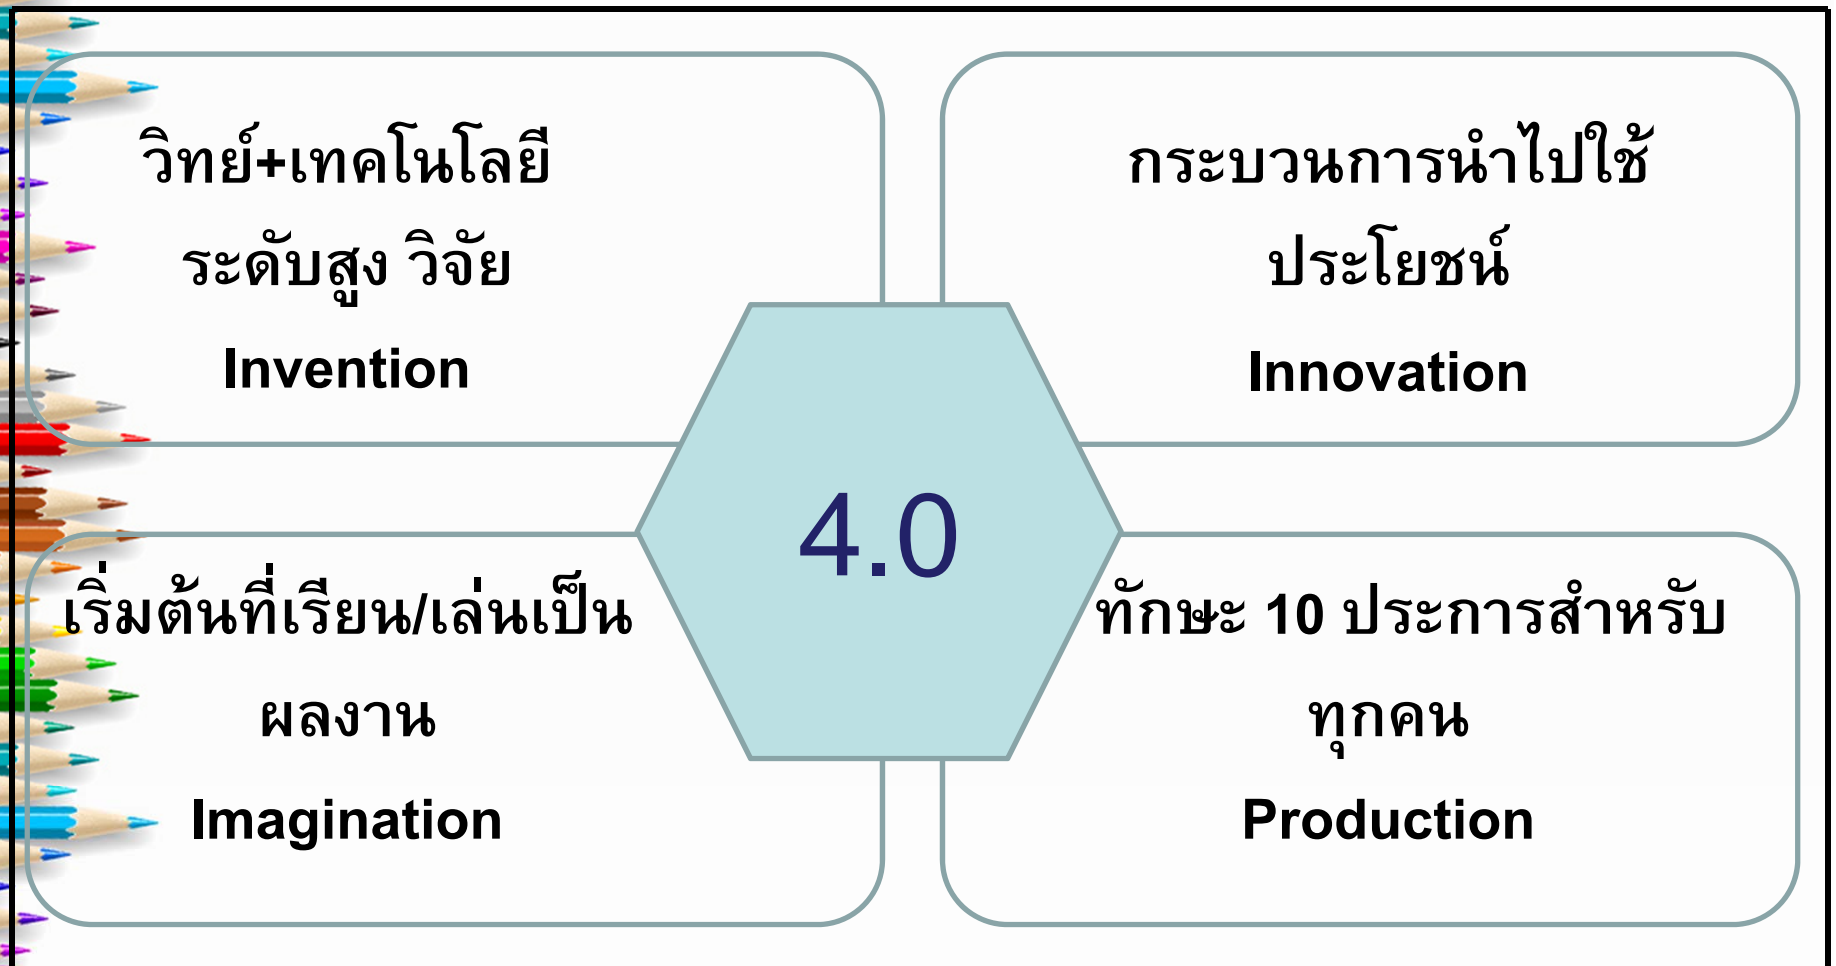 วิทย์+เทคโนโลยี
ระดับสูง วิจัย
Invention
กระบวนการนำไปใช้
ประโยชน์
Innovation
4.0
เริ่มต้นที่เรียน/เล่นเป็น
ผลงาน
Imagination
ทักษะ 10 ประการสำหรับ
ทุกคน
Production